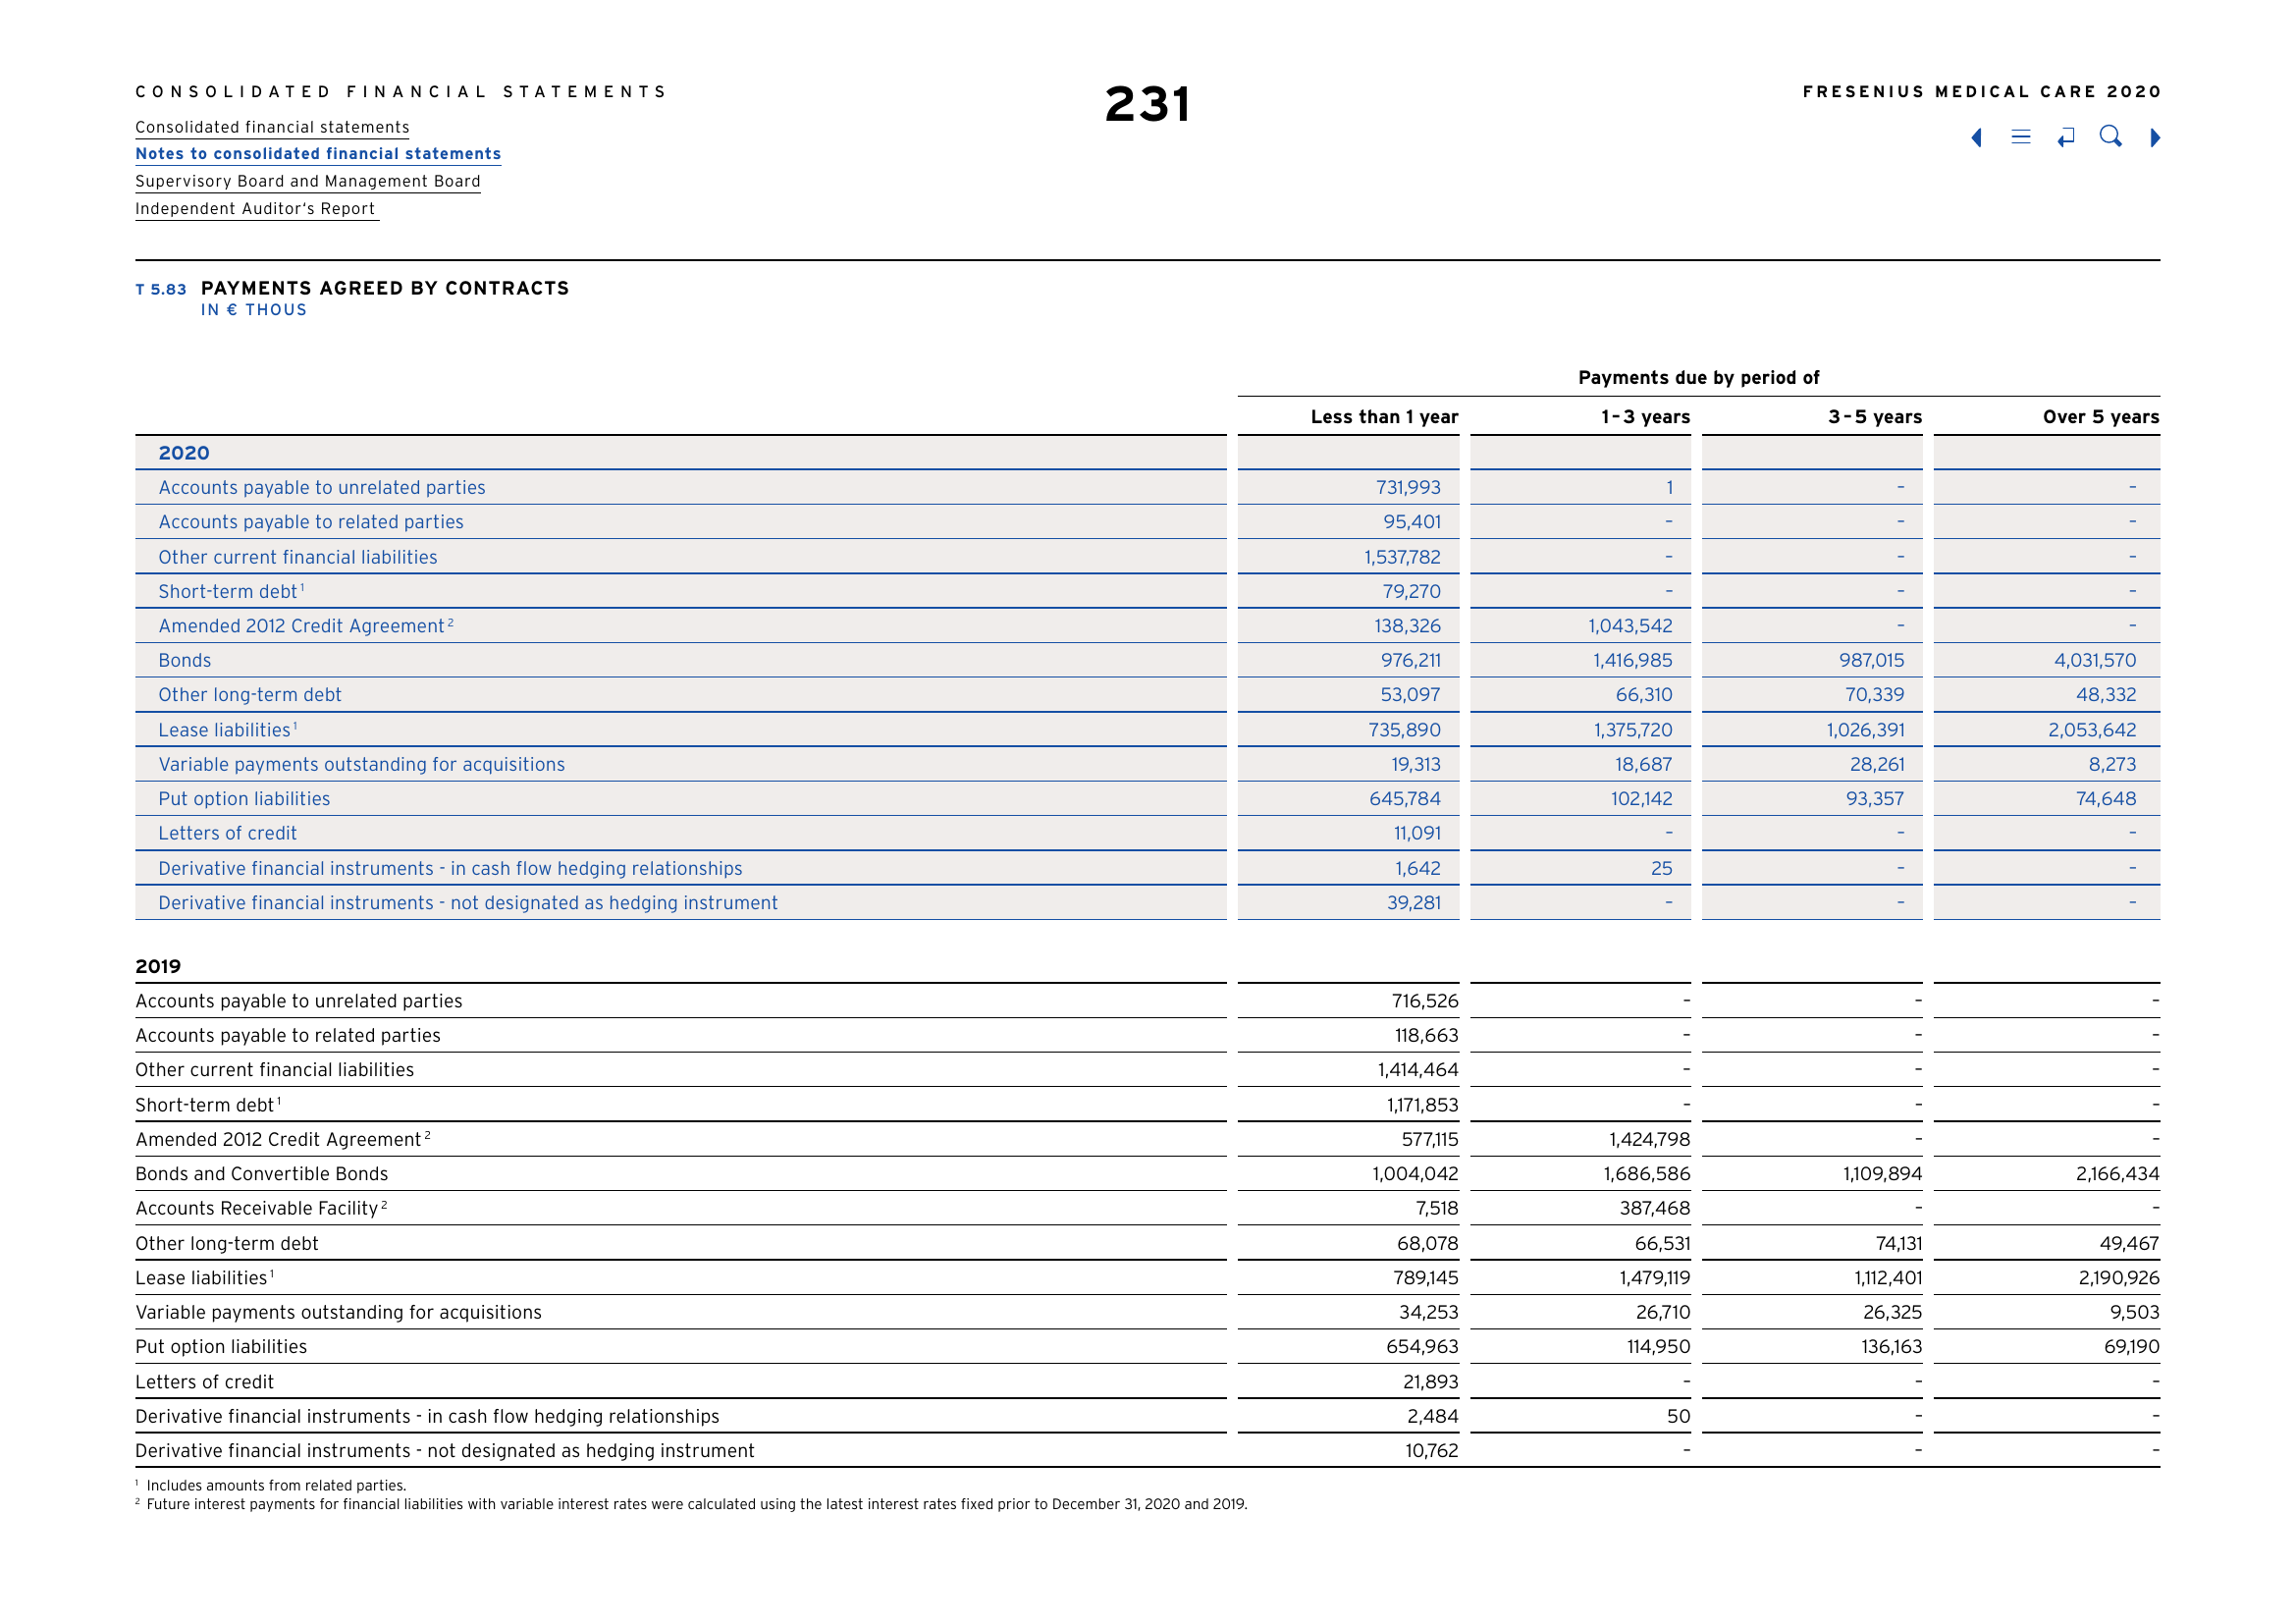 CONSOLIDATED FINANCIAL STATEMENTS
231
FRESENIUS MEDICAL CARE 2020
Consolidated financial statements
Notes to consolidated financial statements
Supervisory Board and Management Board
Independent Auditor‘s Report
T 5.83 PAYMENTS AGREED BY CONTRACTS
IN € THOUS
Payments due by period of
Less than 1 year 1 – 3 years 3 – 5 years Over 5 years
2020
Accounts payable to unrelated parties 731,993 1 – –
Accounts payable to related parties 95,401 – – –
Other current financial liabilities 1,537,782 – – –
Short-term debt ¹ 79,270 – – –
Amended 2012 Credit Agreement ² 138,326 1,043,542 – –
Bonds 976,211 1,416,985 987,015 4,031,570
Other long-term debt 53,097 66,310 70,339 48,332
Lease liabilities ¹ 735,890 1,375,720 1,026,391 2,053,642
Variable payments outstanding for acquisitions 19,313 18,687 28,261 8,273
Put option liabilities 645,784 102,142 93,357 74,648
Letters of credit 11,091 – – –
Derivative financial instruments - in cash flow hedging relationships 1,642 25 – –
Derivative financial instruments - not designated as hedging instrument 39,281 – – –
2019
Accounts payable to unrelated parties 716,526 – – –
Accounts payable to related parties 118,663 – – –
Other current financial liabilities 1,414,464 – – –
Short-term debt ¹ 1,171,853 – – –
Amended 2012 Credit Agreement ² 577,115 1,424,798 – –
Bonds and Convertible Bonds 1,004,042 1,686,586 1,109,894 2,166,434
Accounts Receivable Facility ² 7,518 387,468 – –
Other long-term debt 68,078 66,531 74,131 49,467
Lease liabilities ¹ 789,145 1,479,119 1,112,401 2,190,926
Variable payments outstanding for acquisitions 34,253 26,710 26,325 9,503
Put option liabilities 654,963 114,950 136,163 69,190
Letters of credit 21,893 – – –
Derivative financial instruments - in cash flow hedging relationships 2,484 50 – –
Derivative financial instruments - not designated as hedging instrument 10,762 – – –
¹ Includes amounts from related parties.
² Future interest payments for financial liabilities with variable interest rates were calculated using the latest interest rates fixed prior to December 31, 2020 and 2019.